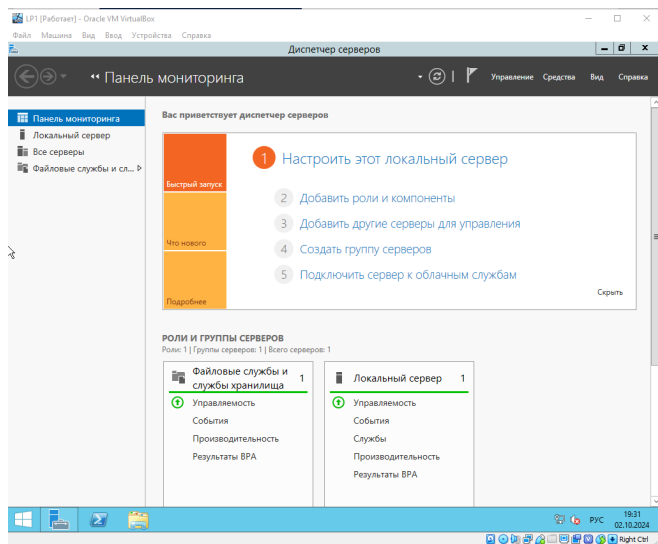 LP1 [Работает] - Oracle VM VirtualBox
Файл Машина Вид Ввод Устройства Справка
Диспетчер серверов
Панель мониторинга
Управление Средства Вид Справка
Панель мониторинга
Локальный сервер
Все серверы
Файловые службы и сл...
Вас приветствует диспетчер серверов
Быстрый запуск
Что нового
Подробнее
1 Настроить этот локальный сервер
2 Добавить роли и компоненты
3 Добавить другие серверы для управления
4 Создать группу серверов
5 Подключить сервер к облачным службам
Скрыть
РОЛИ И ГРУППЫ СЕРВЕРОВ
Роли: 1 | Группы серверов: 1 | Всего серверов: 1
Файловые службы и службы хранилища 1
Управляемость
События
Производительность
Результаты BPA
Локальный сервер 1
Управляемость
События
Службы
Производительность
Результаты BPA
РУС
19:31
02.10.2024
Right Ctrl